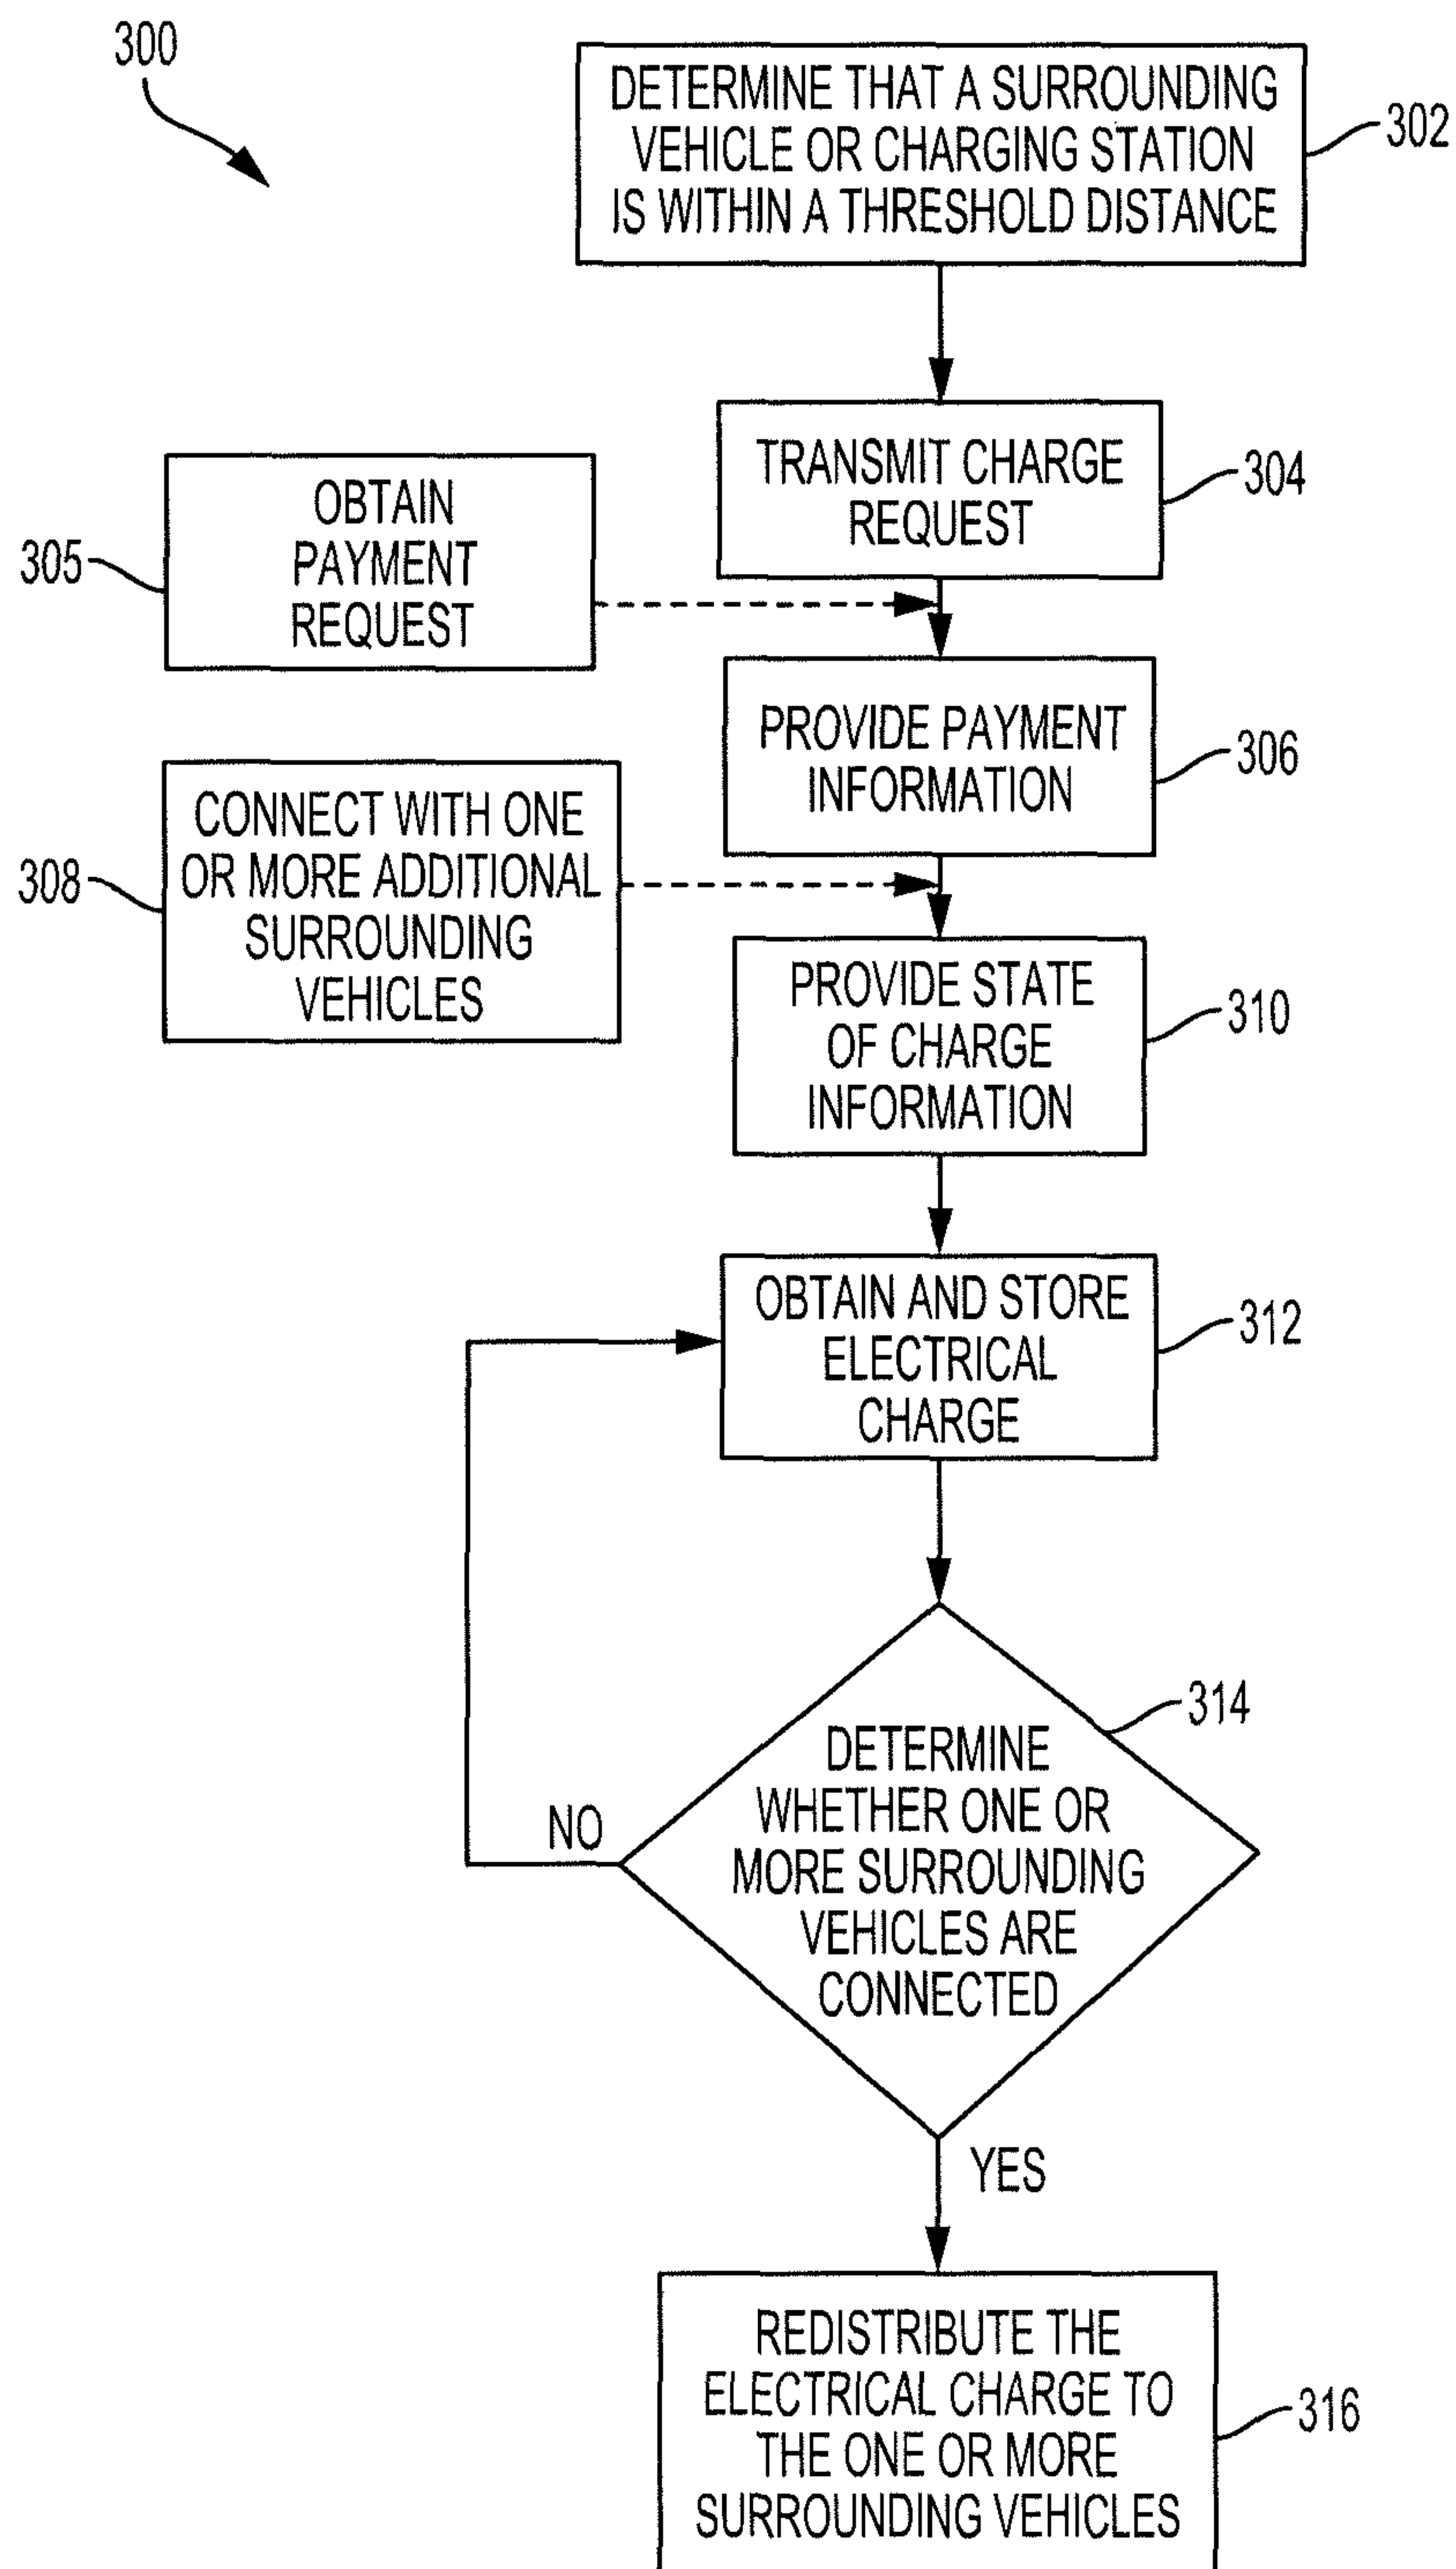 300
DETERMINE THAT A SURROUNDING
VEHICLE OR CHARGING STATION
IS WITHIN A THRESHOLD DISTANCE
302
TRANSMIT CHARGE
REQUEST
304
OBTAIN
PAYMENT
REQUEST
305
PROVIDE PAYMENT
INFORMATION
306
CONNECT WITH ONE
OR MORE ADDITIONAL
SURROUNDING
VEHICLES
308
PROVIDE STATE
OF CHARGE
INFORMATION
310
OBTAIN AND STORE
ELECTRICAL
CHARGE
312
DETERMINE
WHETHER ONE OR
MORE SURROUNDING
VEHICLES ARE
CONNECTED
314
NO
YES
REDISTRIBUTE THE
ELECTRICAL CHARGE TO
THE ONE OR MORE
SURROUNDING VEHICLES
316